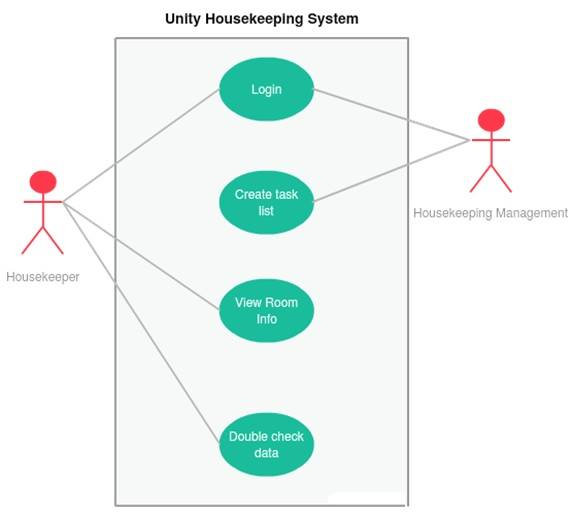 Unity Housekeeping System
Login
Create task
list
Housekeeping Management
Housekeeper
View Room
Info
Double check
data